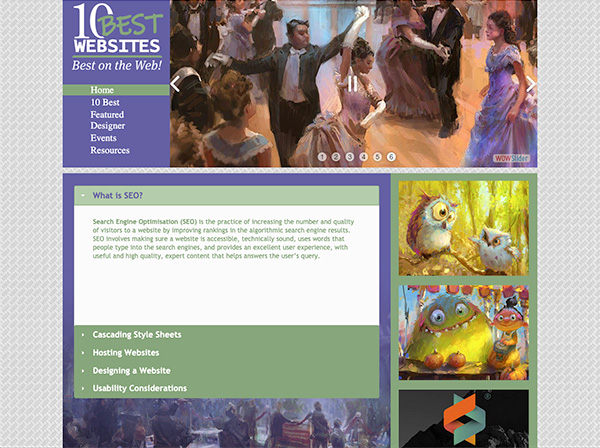 10 BEST
WEBSITES
Best on the Web!
Home
10 Best
Featured
Designer
Events
Resources
1 2 3 4 5 6
WOWSlider
What is SEO?
Search Engine Optimisation (SEO) is the practice of increasing the number and quality
of visitors to a website by improving rankings in the algorithmic search engine results.
SEO involves making sure a website is accessible, technically sound, uses words that
people type into the search engines, and provides an excellent user experience, with
useful and high quality, expert content that helps answers the user's query.
Cascading Style Sheets
Hosting Websites
Designing a Website
Usability Considerations
®